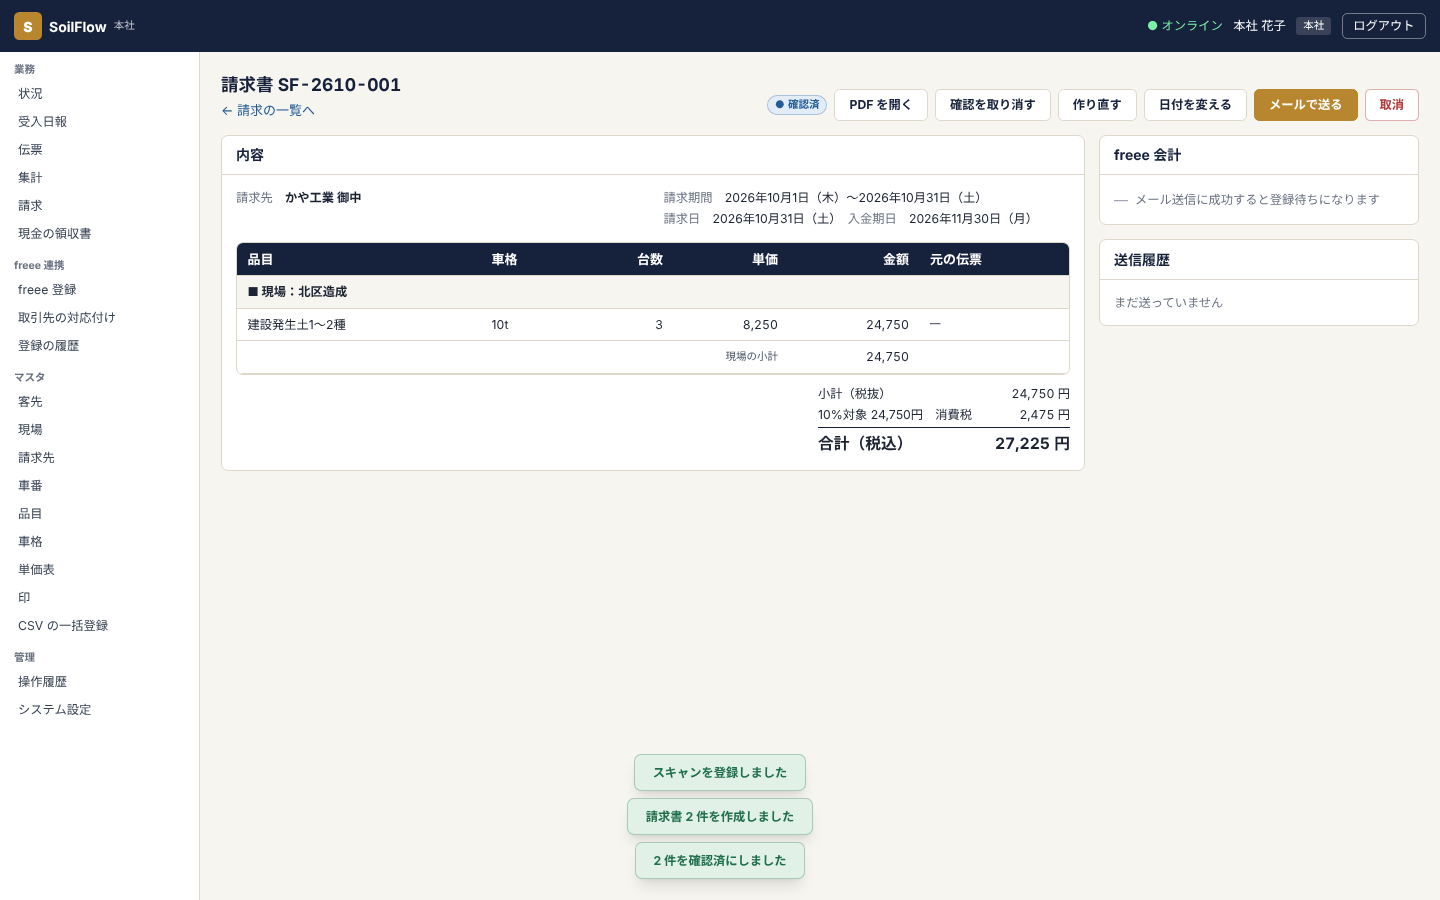 S SoilFlow 本社
オンライン 本社 花子 本社 ログアウト
業務
状況
受入日報
伝票
集計
請求
現金の領収書
freee 連携
freee 登録
取引先の対応付け
登録の履歴
マスタ
客先
現場
請求先
車番
品目
車格
単価表
印
CSV の一括登録
管理
操作履歴
システム設定
請求書 SF-2610-001
← 請求の一覧へ
確認済 PDF を開く 確認を取り消す 作り直す 日付を変える メールで送る 取消
内容
請求先 かや工業 御中
請求期間 2026年10月1日（木）〜2026年10月31日（土）
請求日 2026年10月31日（土） 入金期日 2026年11月30日（月）
品目 車格 台数 単価 金額 元の伝票
■ 現場：北区造成
建設発生土1〜2種 10t 3 8,250 24,750 —
現場の小計 24,750
小計（税抜） 24,750 円
10%対象 24,750円 消費税 2,475 円
合計（税込） 27,225 円
freee 会計
— メール送信に成功すると登録待ちになります
送信履歴
まだ送っていません
スキャンを登録しました
請求書 2 件を作成しました
2 件を確認済にしました